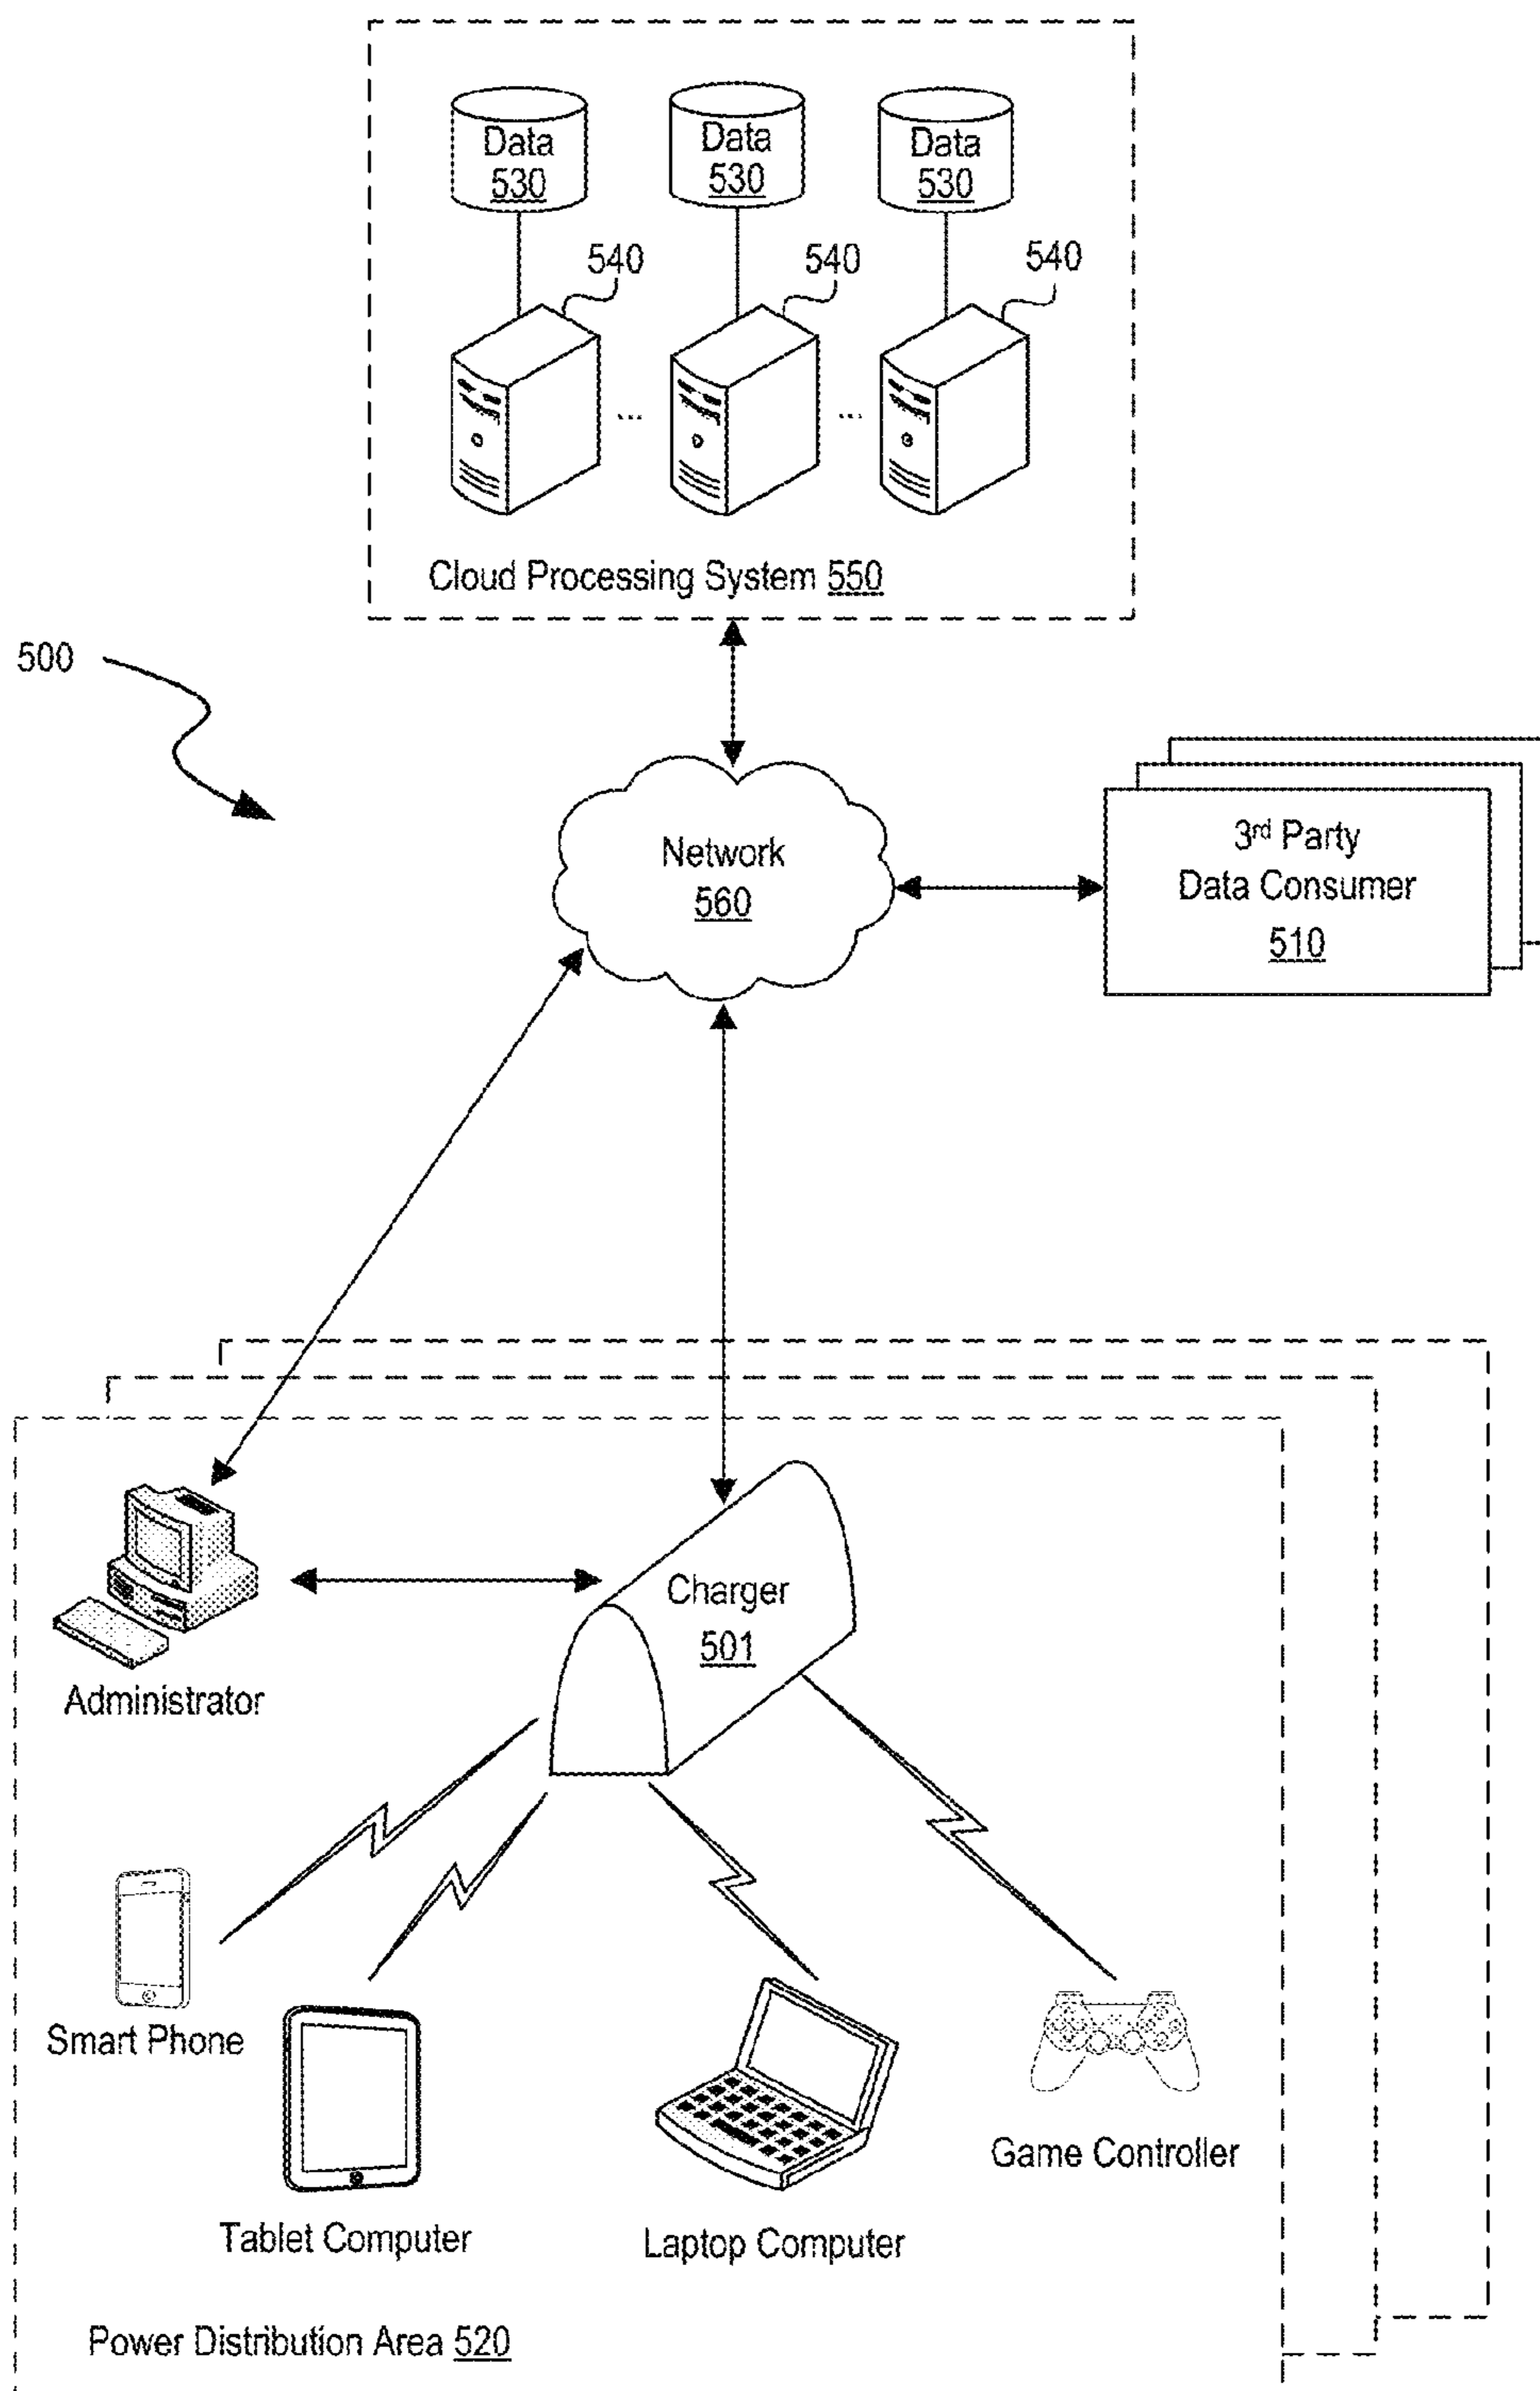 Data
530
Data
530
Data
530
540
540
540
...
...
Cloud Processing System 550
500
Network
560
3rd Party
Data Consumer
510
Charger
501
Administrator
Smart Phone
Game Controller
Tablet Computer
Laptop Computer
Power Distribution Area 520